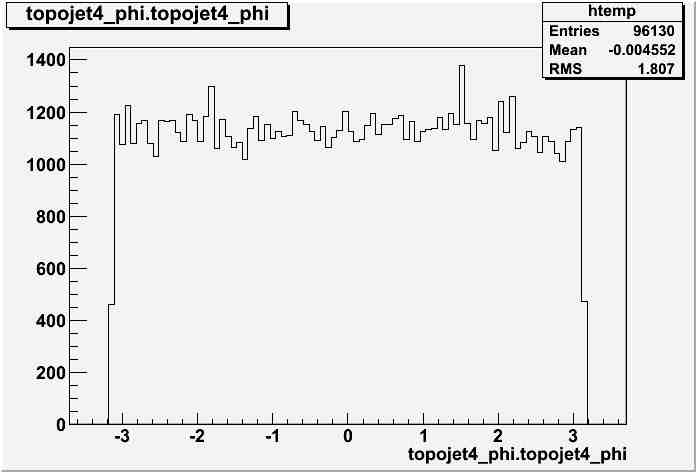 topojet4_phi.topojet4_phi
htemp
Entries 96130
Mean -0.004552
RMS 1.807
1400
1200
1000
800
600
400
200
0
-3 -2 -1 0 1 2 3
topojet4_phi.topojet4_phi